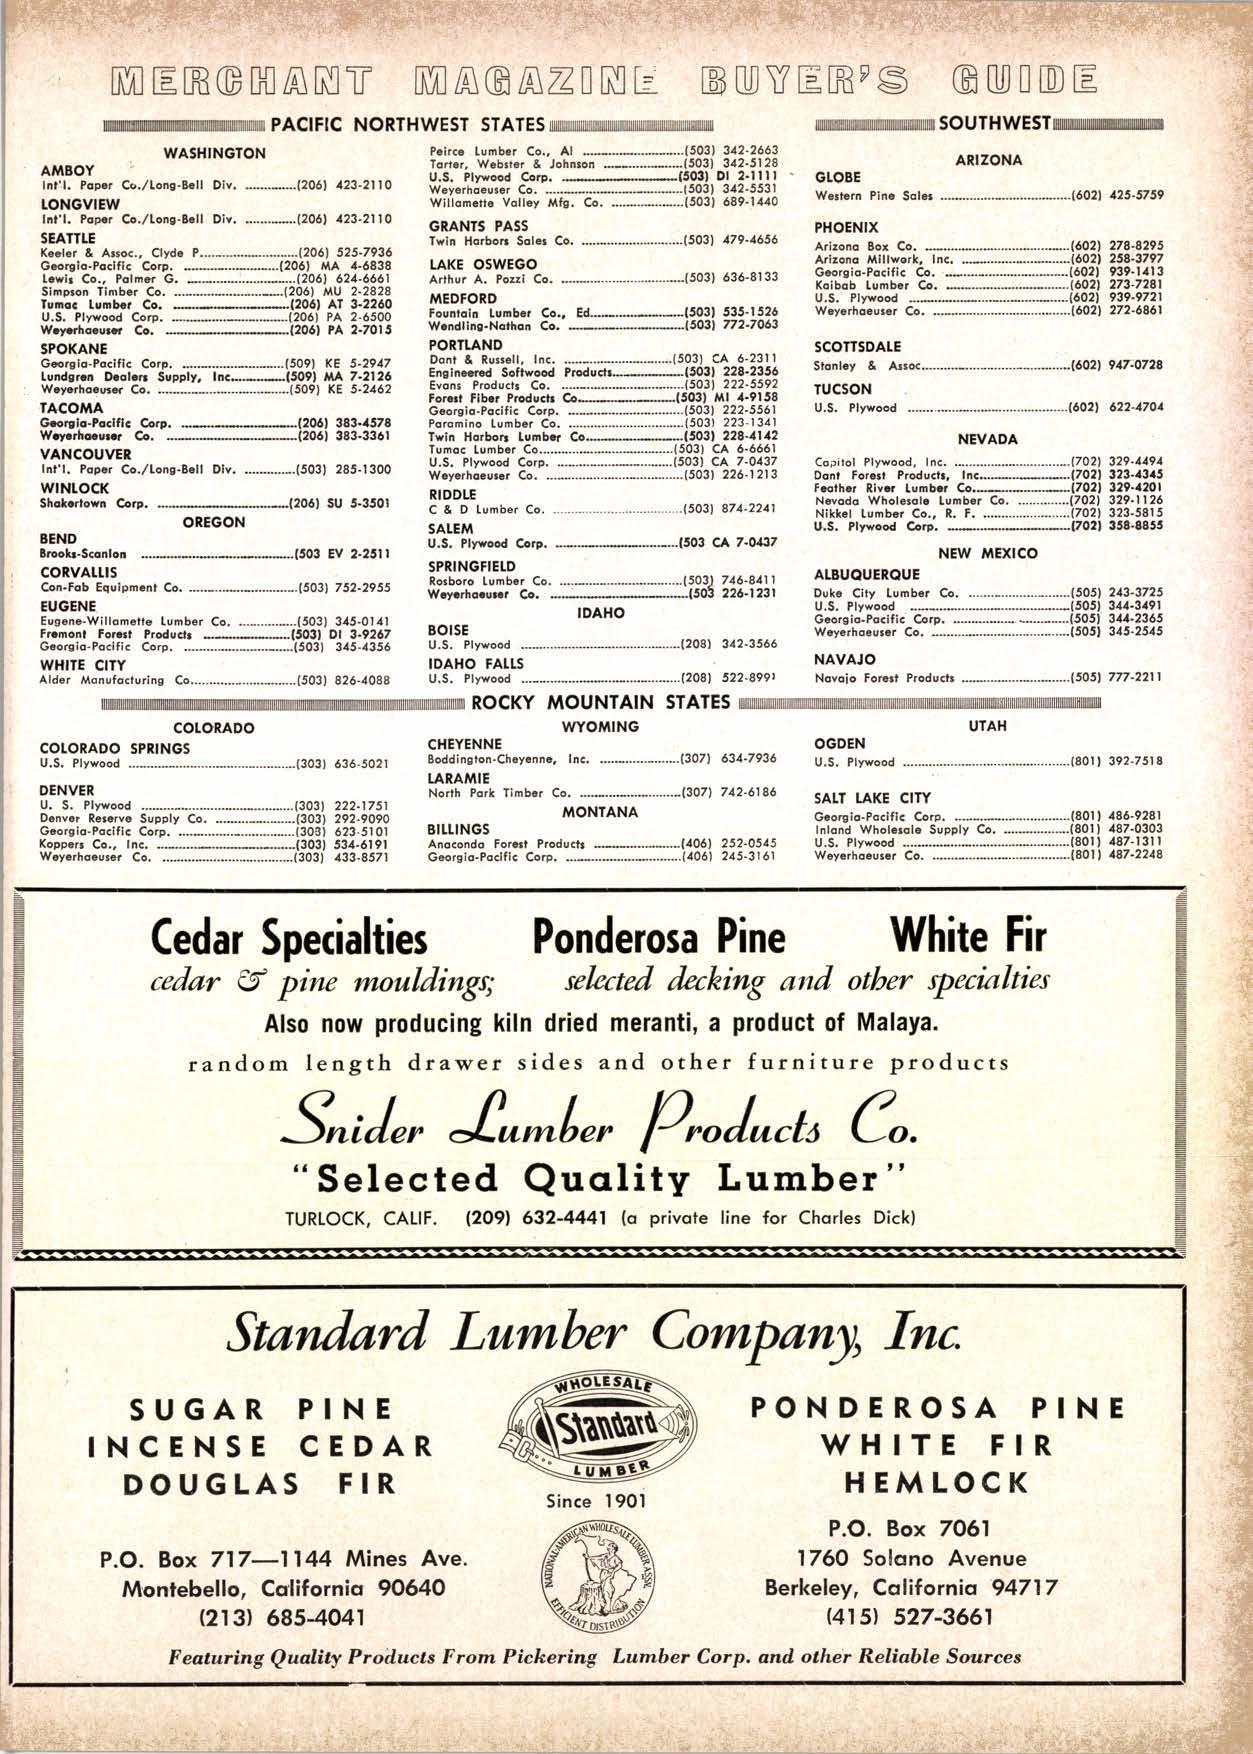 MERCHANT MAGAZINE BUYER'S GUIDE
PACIFIC NORTHWEST STATES
WASHINGTON
AMBOY
Int'l. Paper Co./Long-Bell Div. (206) 423-2110
LONGVIEW
Int'l. Paper Co./Long-Bell Div. (206) 423-2110
SEATTLE
Keeler & Assoc., Clyde P. (206) 525-7936
Georgia-Pacific Corp. (206) MA 4-6838
Lewis Co., Palmer G. (206) 624-6661
Simpson Timber Co. (206) MU 2-2828
Tumac Lumber Co. (206) AT 3-2260
U.S. Plywood Corp. (206) PA 2-6500
Weyerhaeuser Co. (206) PA 2-7015
SPOKANE
Georgia-Pacific Corp. (509) KE 5-2947
Lundgren Dealers Supply, Inc. (509) MA 7-2126
Weyerhaeuser Co. (509) KE 5-2462
TACOMA
Georgia-Pacific Corp. (206) 383-4578
Weyerhaeuser Co. (206) 383-3361
VANCOUVER
Int'l. Paper Co./Long-Bell Div. (503) 285-1300
WINLOCK
Shakertown Corp. (206) SU 5-3501
OREGON
BEND
Brooks-Scanlon (503 EV 2-2511
CORVALLIS
Con-Fab Equipment Co. (503) 752-2955
EUGENE
Eugene-Willamette Lumber Co. (503) 345-0141
Fremont Forest Products (503) DI 3-9267
Georgia-Pacific Corp. (503) 345-4356
WHITE CITY
Alder Manufacturing Co. (503) 826-4088
Peirce Lumber Co., Al (503) 342-2663
Tarter, Webster & Johnson (503) 342-5128
U.S. Plywood Corp. (503) DI 2-1111
Weyerhaeuser Co. (503) 342-5531
Willamette Valley Mfg. Co. (503) 689-1440
GRANTS PASS
Twin Harbors Sales Co. (503) 479-4656
LAKE OSWEGO
Arthur A. Pozzi Co. (503) 636-8133
MEDFORD
Fountain Lumber Co., Ed. (503) 535-1526
Wendling-Nathan Co. (503) 772-7063
PORTLAND
Dant & Russell, Inc. (503) CA 6-2311
Engineered Softwood Products (503) 228-2356
Evans Products Co. (503) 222-5592
Forest Fiber Products Co. (503) MI 4-9158
Georgia-Pacific Corp. (503) 222-5561
Paramino Lumber Co. (503) 223-1341
Twin Harbors Lumber Co. (503) 228-4142
Tumac Lumber Co. (503) CA 6-6661
U.S. Plywood Corp. (503) CA 7-0437
Weyerhaeuser Co. (503) 226-1213
RIDDLE
C & D Lumber Co. (503) 874-2241
SALEM
U.S. Plywood Corp. (503 CA 7-0437
SPRINGFIELD
Rosboro Lumber Co. (503) 746-8411
Weyerhaeuser Co. (503 226-1231
IDAHO
BOISE
U.S. Plywood (208) 342-3566
IDAHO FALLS
U.S. Plywood (208) 522-8991
SOUTHWEST
ARIZONA
GLOBE
Western Pine Sales (602) 425-5759
PHOENIX
Arizona Box Co. (602) 278-8295
Arizona Millwork, Inc. (602) 258-3797
Georgia-Pacific Co. (602) 939-1413
Kaibab Lumber Co. (602) 273-7281
U.S. Plywood (602) 939-9721
Weyerhaeuser Co. (602) 272-6861
SCOTTSDALE
Stanley & Assoc. (602) 947-0728
TUCSON
U.S. Plywood (602) 622-4704
NEVADA
Capitol Plywood, Inc. (702) 329-4494
Dant Forest Products, Inc. (702) 323-4345
Feather River Lumber Co. (702) 329-4201
Nevada Wholesale Lumber Co. (702) 329-1126
Nikkel Lumber Co., R. F. (702) 323-5815
U.S. Plywood Corp. (702) 358-8855
NEW MEXICO
ALBUQUERQUE
Duke City Lumber Co. (505) 243-3725
U.S. Plywood (505) 344-3491
Georgia-Pacific Corp. (505) 344-2365
Weyerhaeuser Co. (505) 345-2545
NAVAJO
Navajo Forest Products (505) 777-2211
ROCKY MOUNTAIN STATES
COLORADO
COLORADO SPRINGS
U.S. Plywood (303) 636-5021
DENVER
U. S. Plywood (303) 222-1751
Denver Reserve Supply Co. (303) 292-9090
Georgia-Pacific Corp. (303) 623-5101
Koppers Co., Inc. (303) 534-6191
Weyerhaeuser Co. (303) 433-8571
WYOMING
CHEYENNE
Boddington-Cheyenne, Inc. (307) 634-7936
LARAMIE
North Park Timber Co. (307) 742-6186
MONTANA
BILLINGS
Anaconda Forest Products (406) 252-0545
Georgia-Pacific Corp. (406) 245-3161
UTAH
OGDEN
U.S. Plywood (801) 392-7518
SALT LAKE CITY
Georgia-Pacific Corp. (801) 486-9281
Inland Wholesale Supply Co. (801) 487-0303
U.S. Plywood (801) 487-1311
Weyerhaeuser Co. (801) 487-2248
Cedar Specialties Ponderosa Pine White Fir
cedar & pine mouldings; selected decking and other specialties
Also now producing kiln dried meranti, a product of Malaya.
random length drawer sides and other furniture products
Snider Lumber Products Co.
"Selected Quality Lumber"
TURLOCK, CALIF. (209) 632-4441 (a private line for Charles Dick)
Standard Lumber Company, Inc.
SUGAR PINE
INCENSE CEDAR
DOUGLAS FIR
P.O. Box 717—1144 Mines Ave.
Montebello, California 90640
(213) 685-4041
WHOLESALE
Standard
LUMBER
Since 1901
NATIONAL-AMERICAN WHOLESALE LUMBER ASSN.
EFFICIENT DISTRIBUTION
PONDEROSA PINE
WHITE FIR
HEMLOCK
P.O. Box 7061
1760 Solano Avenue
Berkeley, California 94717
(415) 527-3661
Featuring Quality Products From Pickering Lumber Corp. and other Reliable Sources